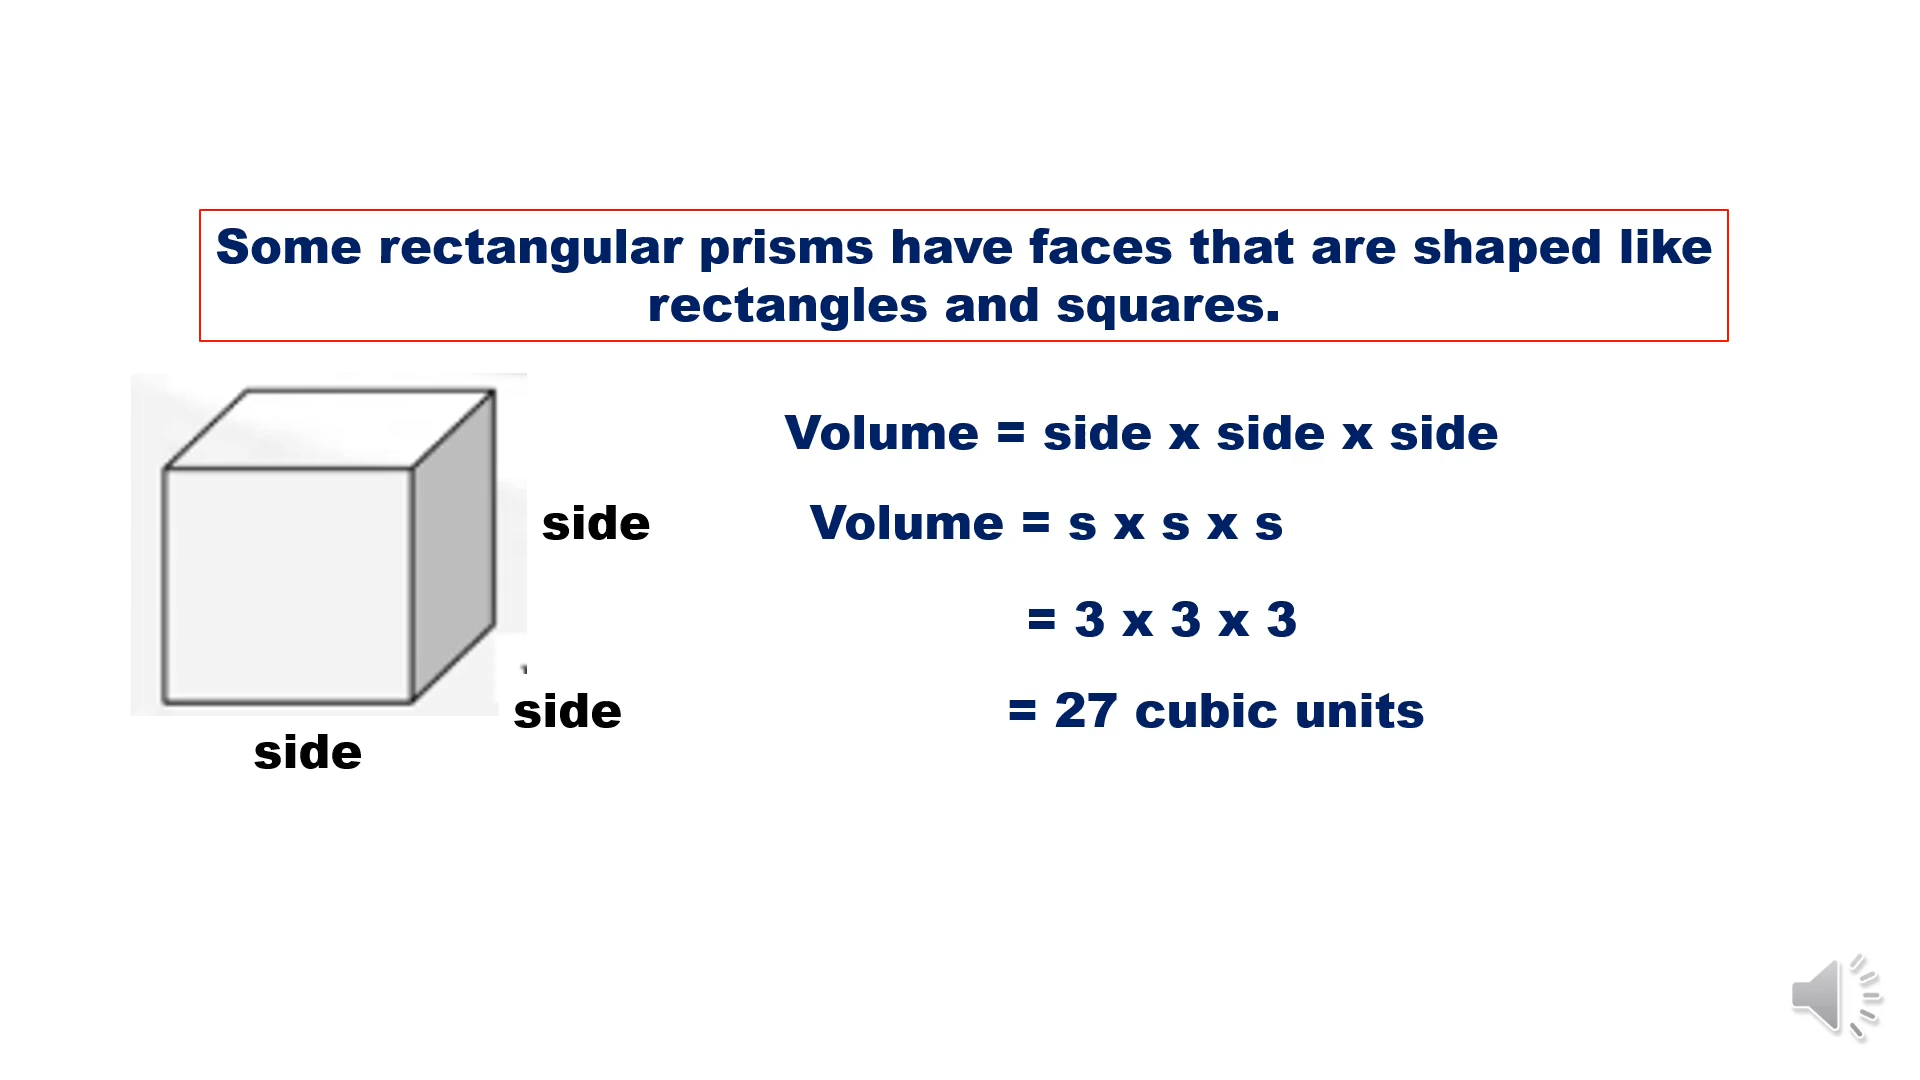 Some rectangular prisms have faces that are shaped like
rectangles and squares.
Volume = side x side x side
side
Volume = s x s x s
= 3 x 3 x 3
side
= 27 cubic units
side